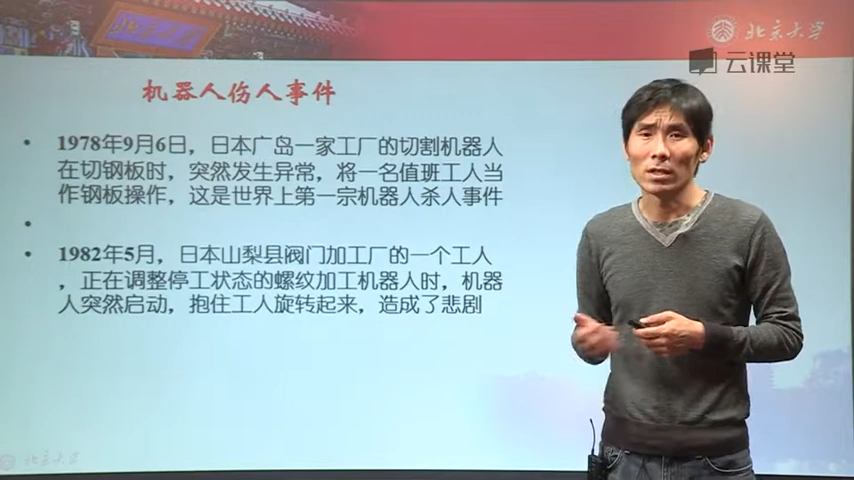 北京大学
云课堂
机器人伤人事件
• 1978年9月6日，日本广岛一家工厂的切割机器人
在切钢板时，突然发生异常，将一名值班工人当
作钢板操作，这是世界上第一宗机器人杀人事件
•
• 1982年5月，日本山梨县阀门加工厂的一个工人
，正在调整停工状态的螺纹加工机器人时，机器
人突然启动，抱住工人旋转起来，造成了悲剧
北京大学